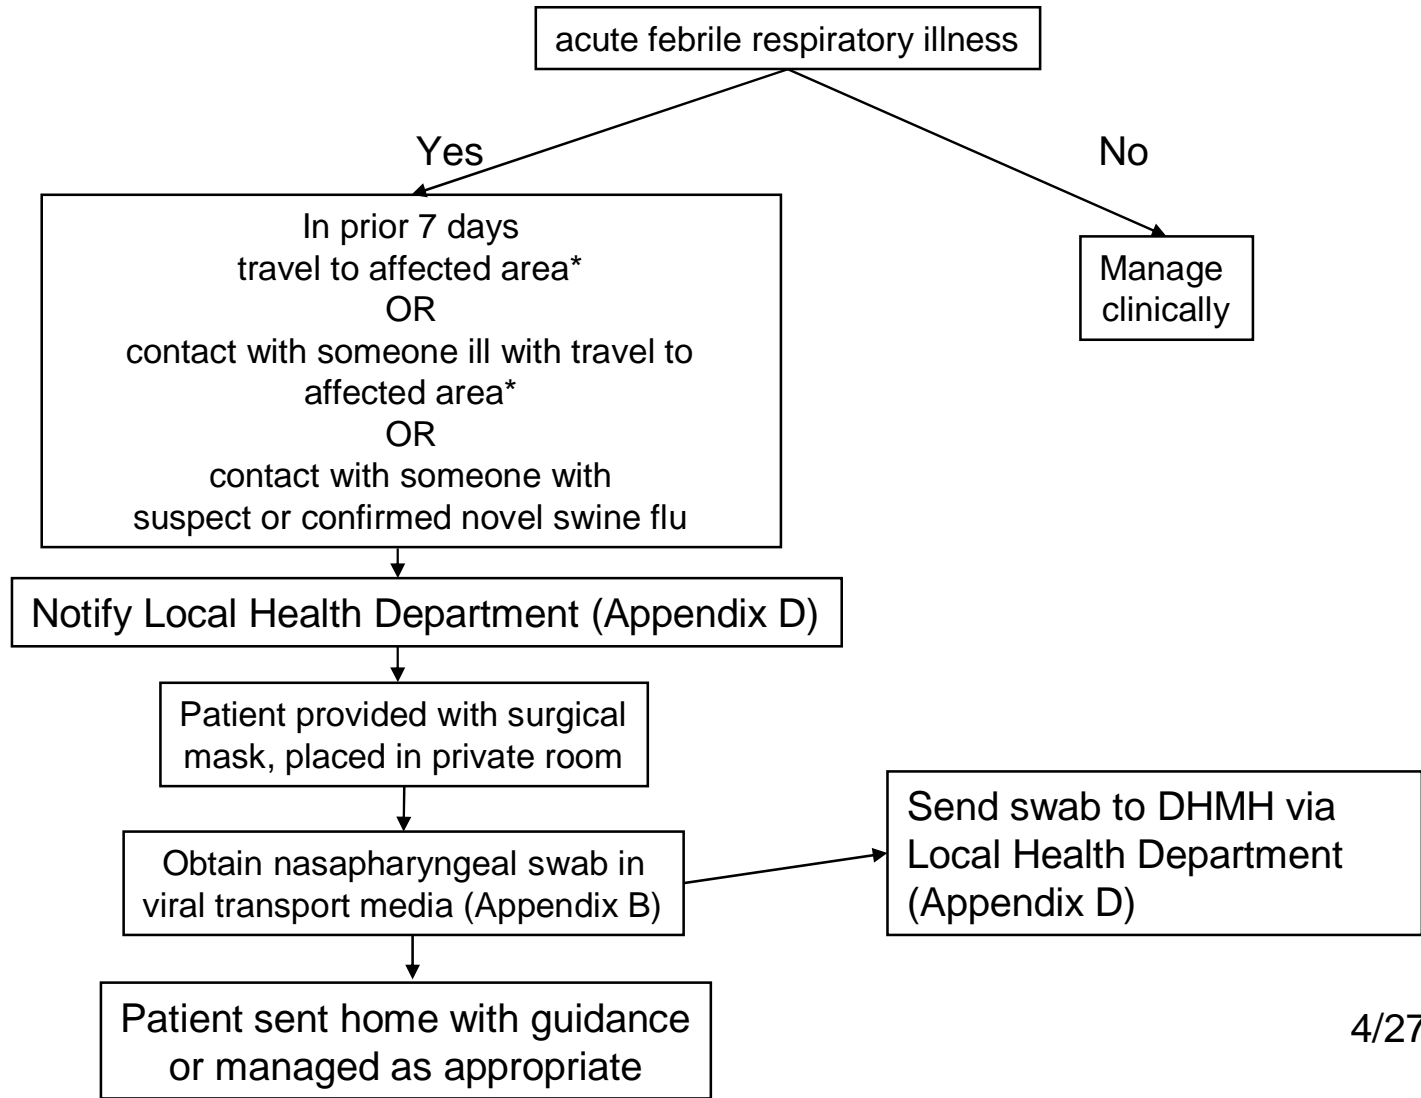 acute febrile respiratory illness
Yes
No
In prior 7 days
travel to affected area*
OR
contact with someone ill with travel to
affected area*
OR
contact with someone with
suspect or confirmed novel swine flu
Manage
clinically
Notify Local Health Department (Appendix D)
Patient provided with surgical
mask, placed in private room
Obtain nasapharyngeal swab in
viral transport media (Appendix B)
Send swab to DHMH via
Local Health Department
(Appendix D)
Patient sent home with guidance
or managed as appropriate
4/27